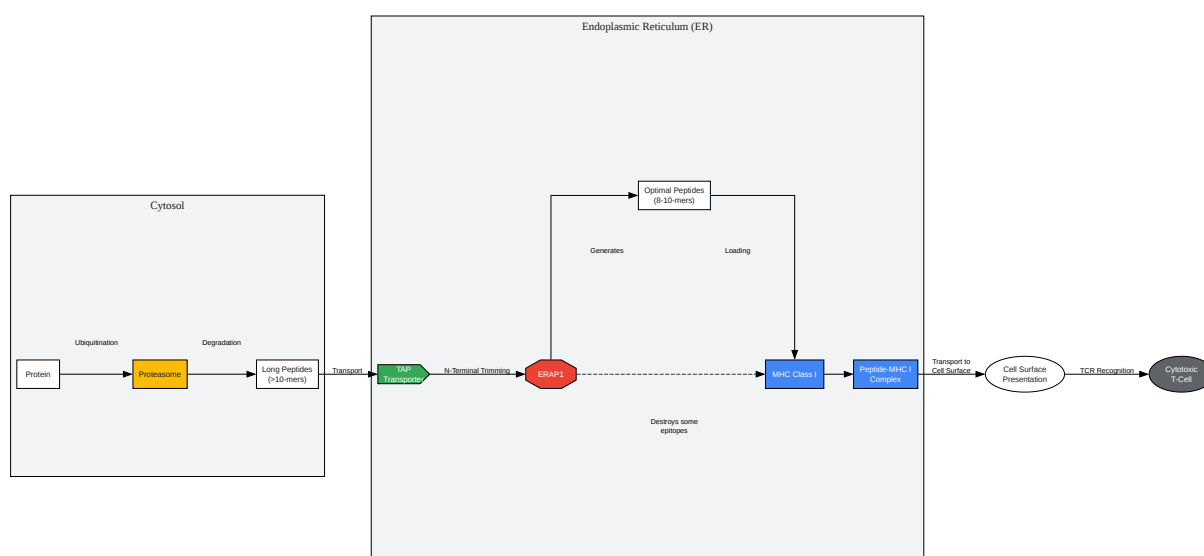 Endoplasmic Reticulum (ER)
Cytosol
Optimal Peptides
(8-10-mers)
Generates
Loading
Ubiquitination
Degradation
Protein
Proteasome
Long Peptides
(>10-mers)
Transport
TAP
Transporter
N-Terminal Trimming
ERAP1
MHC Class I
Peptide-MHC I
Complex
Transport to
Cell Surface
Cell Surface
Presentation
TCR Recognition
Cytotoxic
T-Cell
Destroys some
epitopes